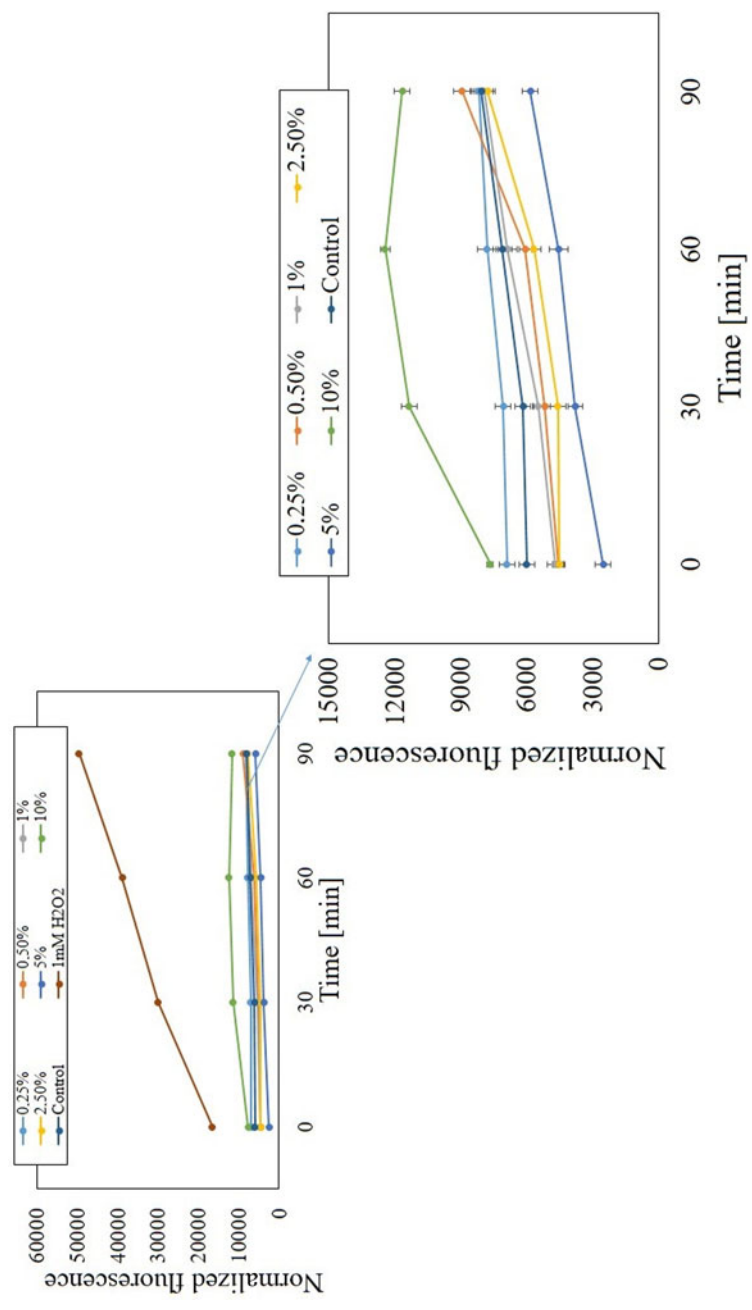 0.25% 0.50% 1%
2.50% 5% 10%
Control 1mM H2O2
60000
50000
40000
30000
20000
10000
0
Normalized fluorescence
0 30 60 90
Time [min]
0.25% 0.50% 1% 2.50%
5% 10% Control
15000
12000
9000
6000
3000
0
Normalized fluorescence
0 30 60 90
Time [min]